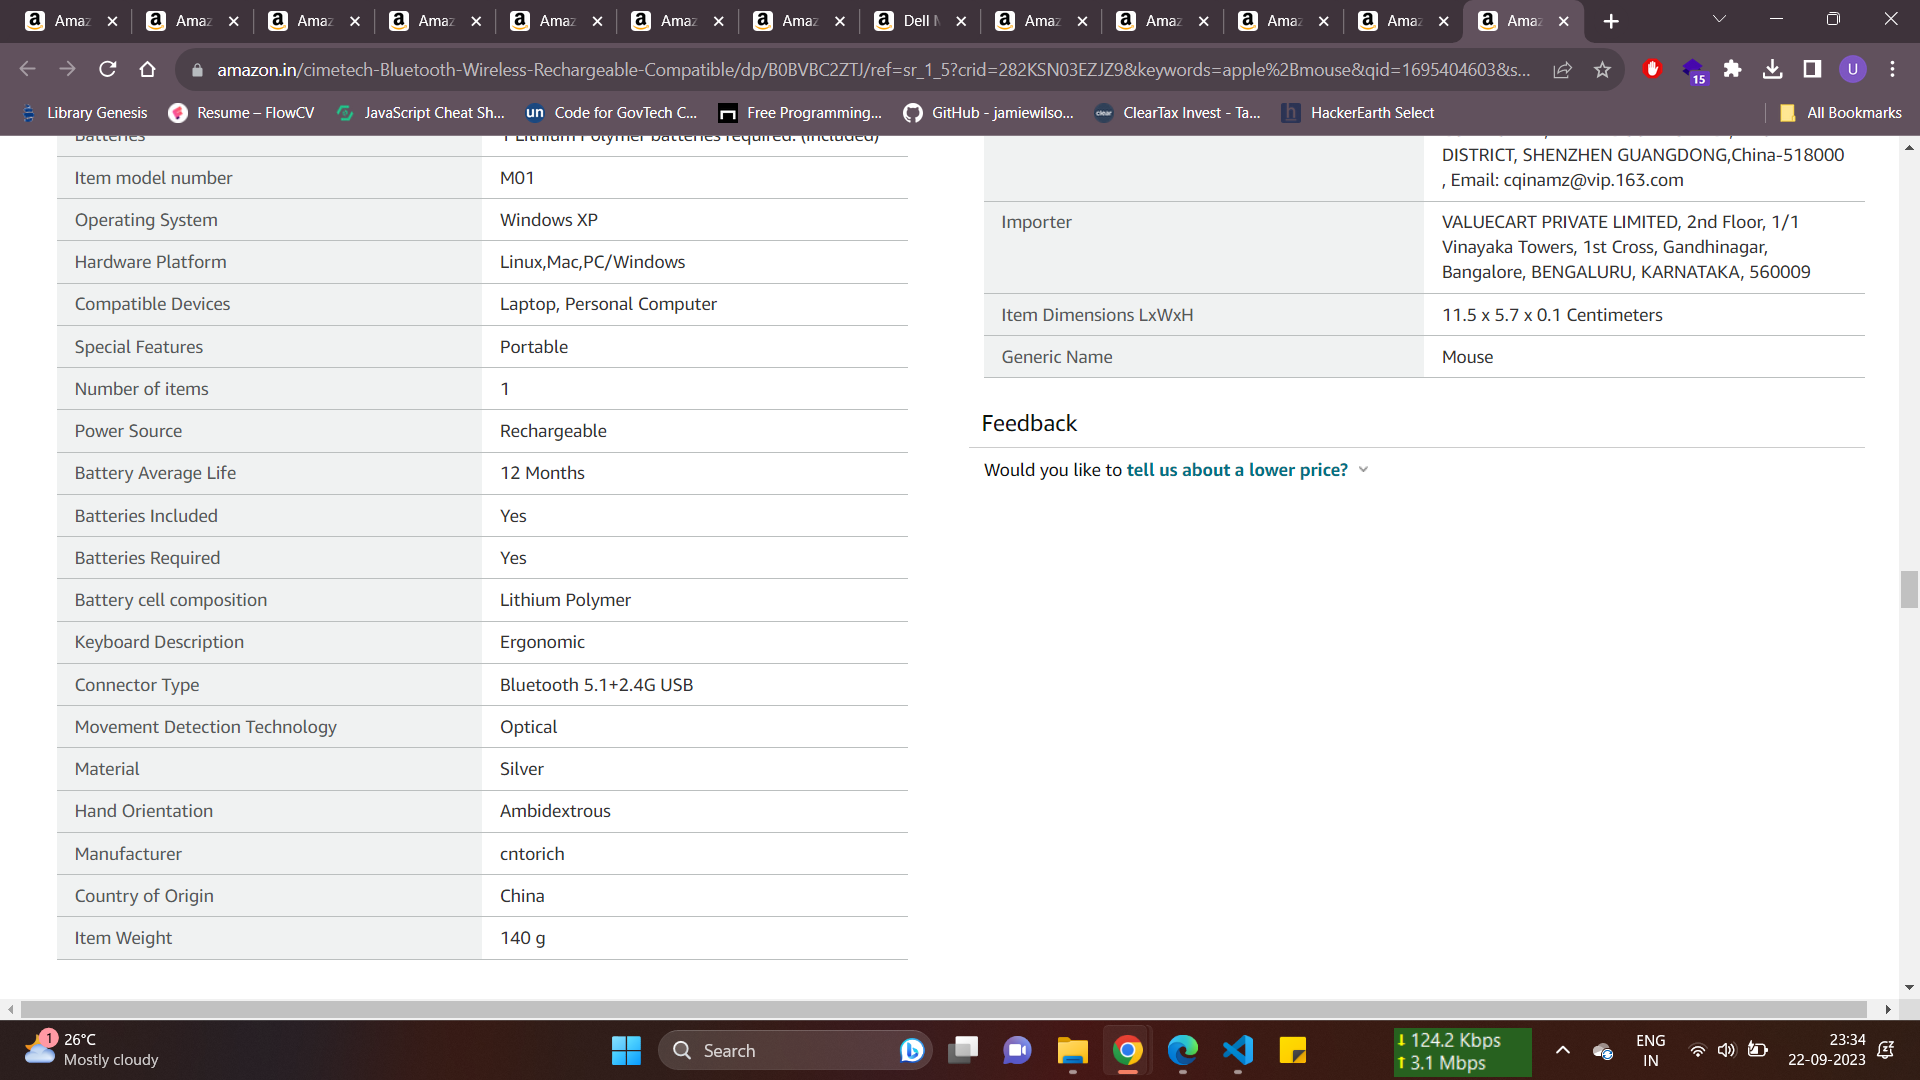 Amaz
Amaz
Amaz
Amaz
Amaz
Amaz
Amaz
Dell M
Amaz
Amaz
Amaz
Amaz
Amaz
amazon.in/cimetech-Bluetooth-Wireless-Rechargeable-Compatible/dp/B0BVBC2ZTJ/ref=sr_1_5?crid=282KSN03EZJZ9&keywords=apple%2Bmouse&qid=1695404603&s...
15
U
Library Genesis
Resume – FlowCV
JavaScript Cheat Sh...
un Code for GovTech C...
Free Programming...
GitHub - jamiewilso...
clear ClearTax Invest - Ta...
h HackerEarth Select
All Bookmarks
Batteries 1 Lithium Polymer batteries required. (included)
Item model number M01
Operating System Windows XP
Hardware Platform Linux,Mac,PC/Windows
Compatible Devices Laptop, Personal Computer
Special Features Portable
Number of items 1
Power Source Rechargeable
Battery Average Life 12 Months
Batteries Included Yes
Batteries Required Yes
Battery cell composition Lithium Polymer
Keyboard Description Ergonomic
Connector Type Bluetooth 5.1+2.4G USB
Movement Detection Technology Optical
Material Silver
Hand Orientation Ambidextrous
Manufacturer cntorich
Country of Origin China
Item Weight 140 g
DISTRICT, SHENZHEN GUANGDONG,China-518000
, Email: cqinamz@vip.163.com
Importer VALUECART PRIVATE LIMITED, 2nd Floor, 1/1
Vinayaka Towers, 1st Cross, Gandhinagar,
Bangalore, BENGALURU, KARNATAKA, 560009
Item Dimensions LxWxH 11.5 x 5.7 x 0.1 Centimeters
Generic Name Mouse
Feedback
Would you like to tell us about a lower price?
1
26°C
Mostly cloudy
Search
124.2 Kbps
3.1 Mbps
ENG
IN
23:34
22-09-2023